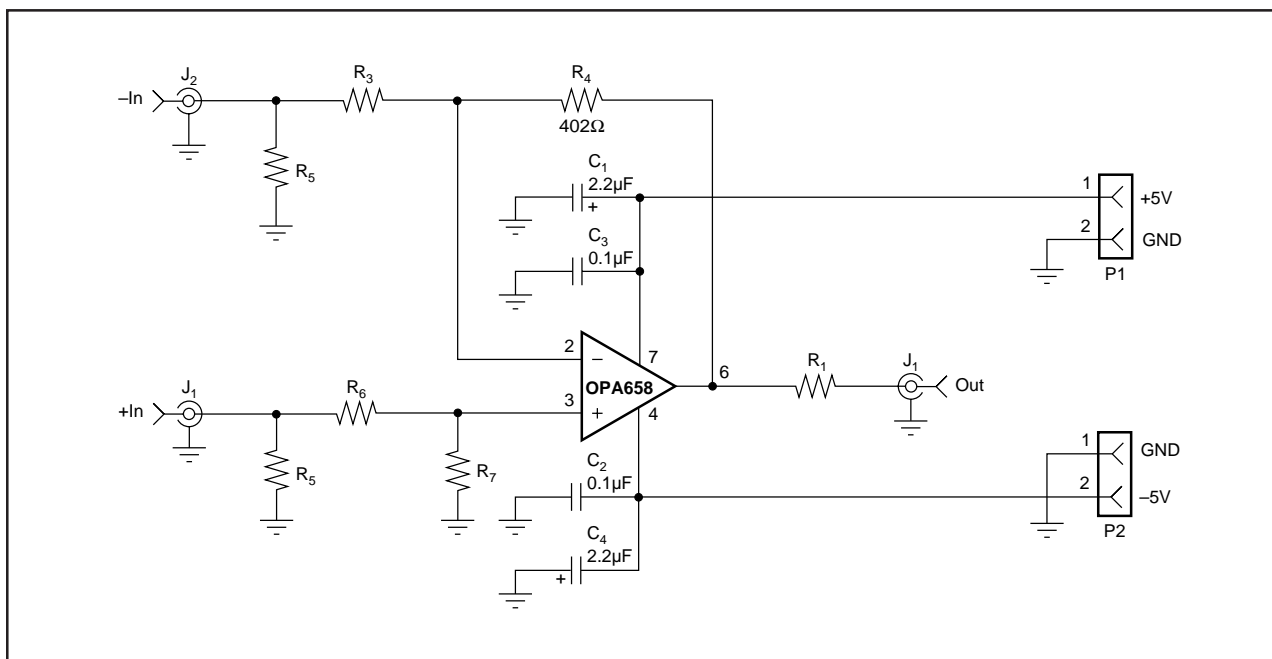 –In
J₂
R₃
R₄
402Ω
R₅
C₁
2.2µF
+
C₃
0.1µF
1
+5V
2
GND
P1
+In
J₁
R₆
R₅
R₇
2
–
7
OPA658
3
+
4
6
R₁
J₁
Out
C₂
0.1µF
C₄
2.2µF
+
1
GND
2
–5V
P2